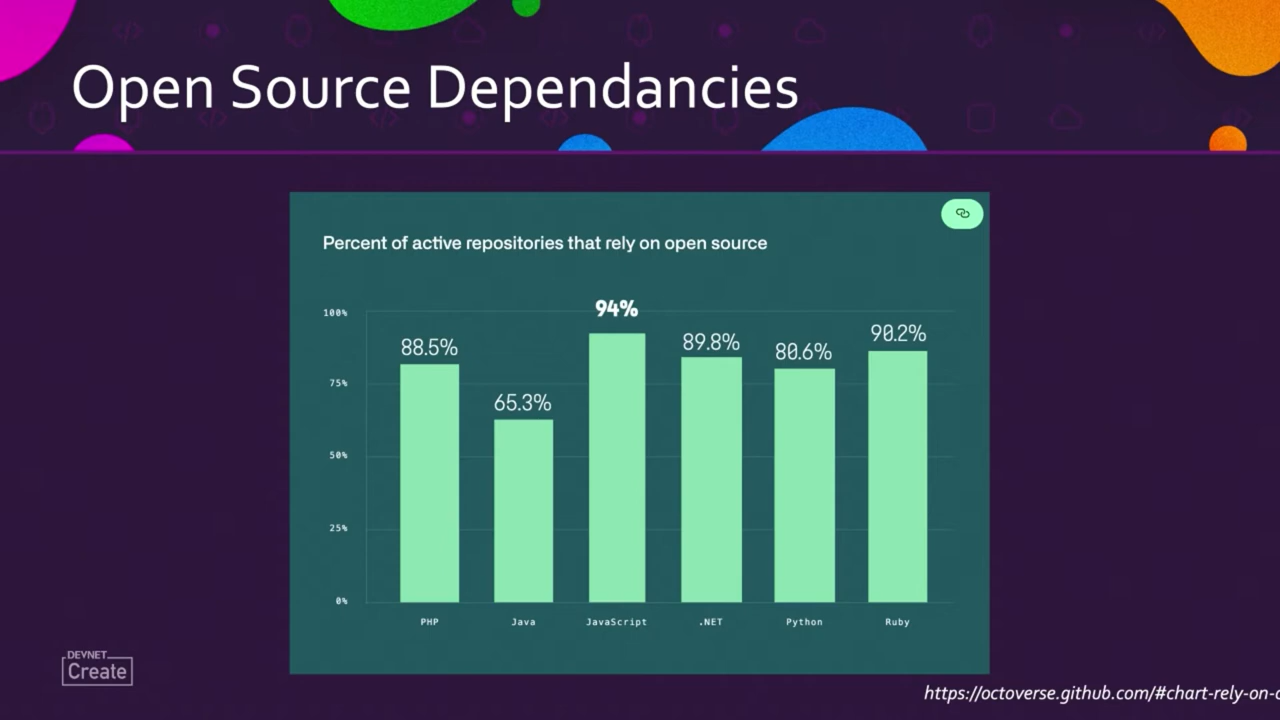 Open Source Dependancies
Percent of active repositories that rely on open source
94%
100%
88.5%
89.8%
80.6%
90.2%
75%
65.3%
50%
25%
0%
PHP
Java
JavaScript
.NET
Python
Ruby
DEVNET
Create
https://octoverse.github.com/#chart-rely-on-